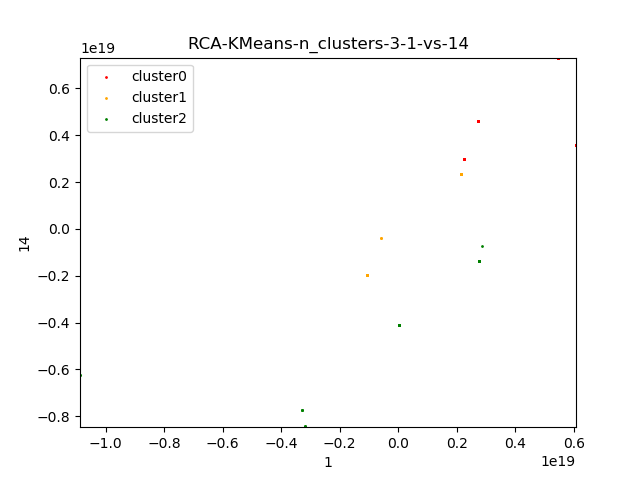 RCA-KMeans-n_clusters-3-1-vs-14
1e19
cluster0
cluster1
cluster2
0.6
0.4
0.2
0.0
−0.2
−0.4
−0.6
−0.8
14
−1.0 −0.8 −0.6 −0.4 −0.2 0.0 0.2 0.4 0.6
1
1e19